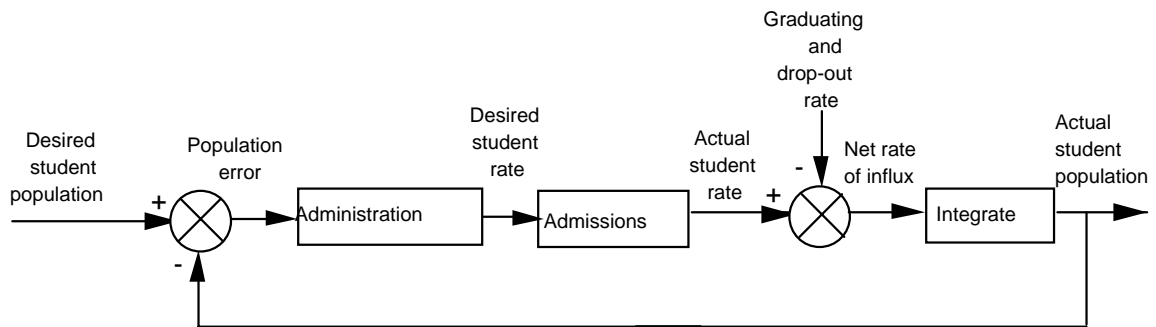 Graduating
and
drop-out
rate
Desired
student
population
Population
error
Desired
student
rate
Actual
student
rate
Net rate
of influx
Actual
student
population
+
-
Administration
Admissions
+
-
Integrate